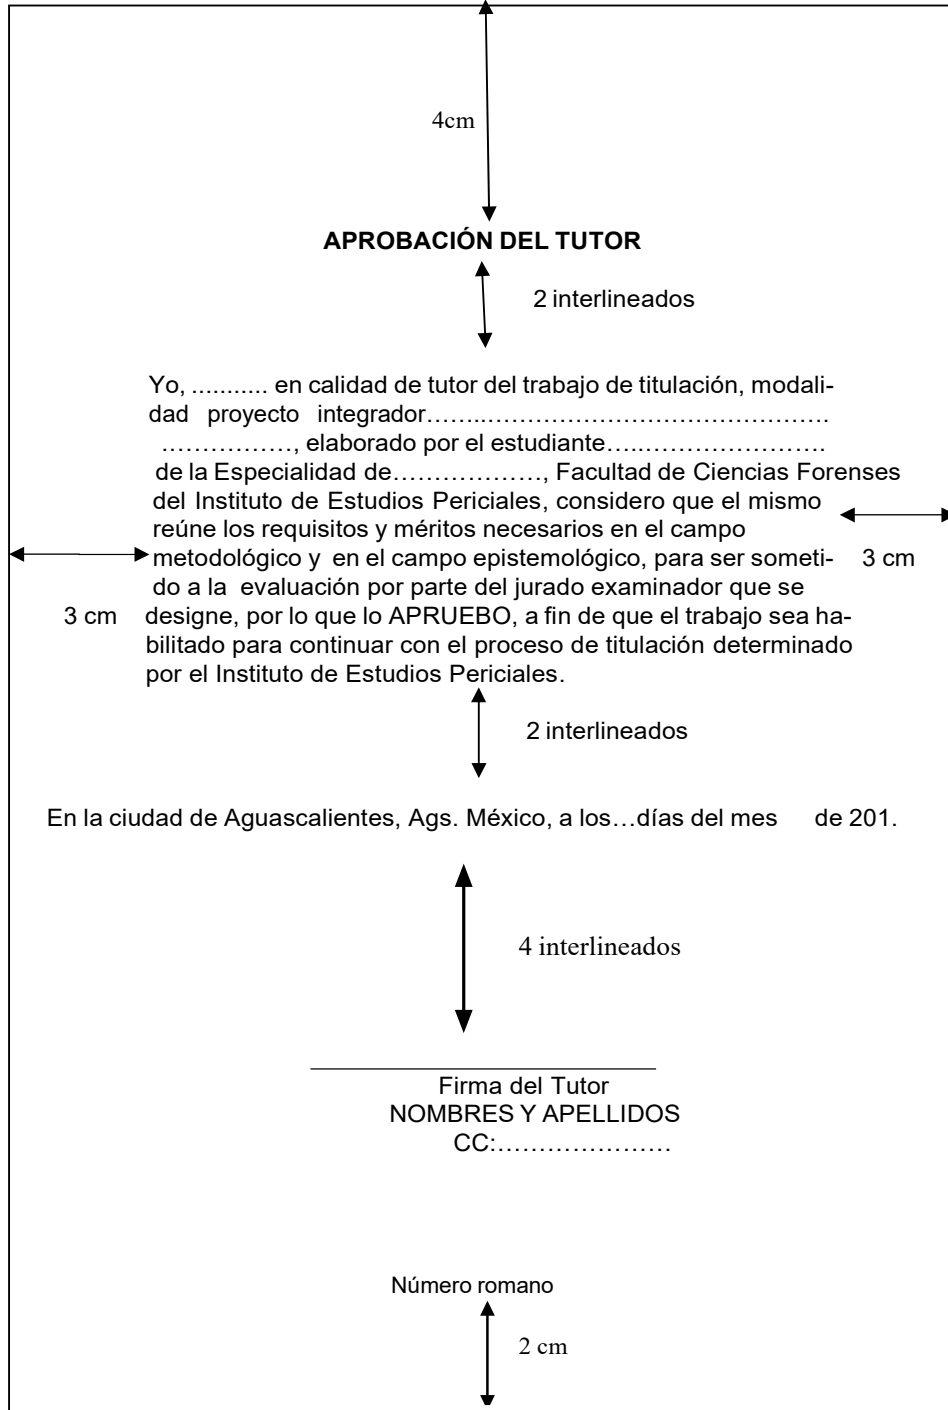 4cm
APROBACIÓN DEL TUTOR
2 interlineados
Yo, ........... en calidad de tutor del trabajo de titulación, modali-
dad proyecto integrador……..……………………………………….
……………, elaborado por el estudiante…..………………….
de la Especialidad de………………, Facultad de Ciencias Forenses
del Instituto de Estudios Periciales, considero que el mismo
reúne los requisitos y méritos necesarios en el campo
metodológico y en el campo epistemológico, para ser someti- 3 cm
do a la evaluación por parte del jurado examinador que se
3 cm designe, por lo que lo APRUEBO, a fin de que el trabajo sea ha-
bilitado para continuar con el proceso de titulación determinado
por el Instituto de Estudios Periciales.
2 interlineados
En la ciudad de Aguascalientes, Ags. México, a los…días del mes de 201.
4 interlineados
Firma del Tutor
NOMBRES Y APELLIDOS
CC:…………………
Número romano
2 cm